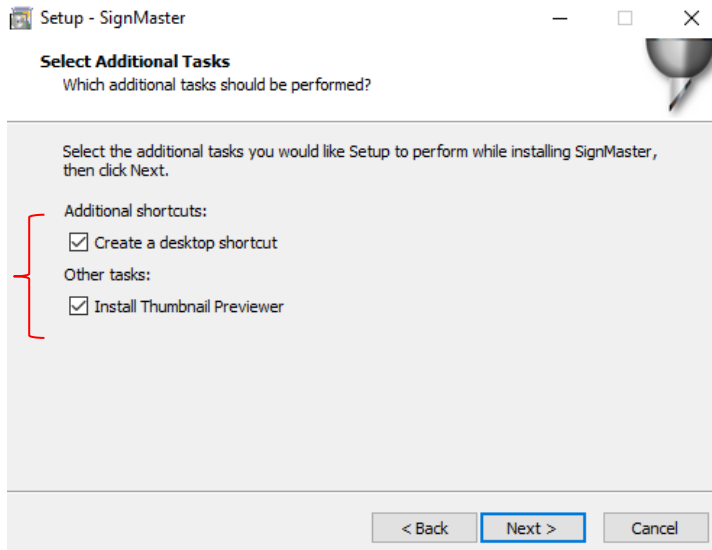 Setup - SignMaster
Select Additional Tasks
Which additional tasks should be performed?
Select the additional tasks you would like Setup to perform while installing SignMaster,
then click Next.
Additional shortcuts:
Create a desktop shortcut
Other tasks:
Install Thumbnail Previewer
< Back Next > Cancel